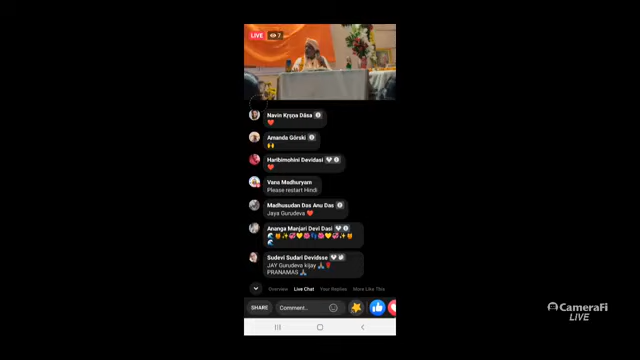 LIVE
7
Navin Kṛṣṇa Dāsa
Amanda Górski
Haribimohini Devidasi
Vana Madhuryam
Please restart Hindi
Madhusudan Das Anu Das
Jaya Gurudeva
Ananga Manjari Devi Dasi
Sudevi Sudari Devidsse
JAY Gurudeva kijay
PRANAMAS
Overview
Live Chat
Your Replies
More Like This
SHARE
Comment...
CameraFi
LIVE